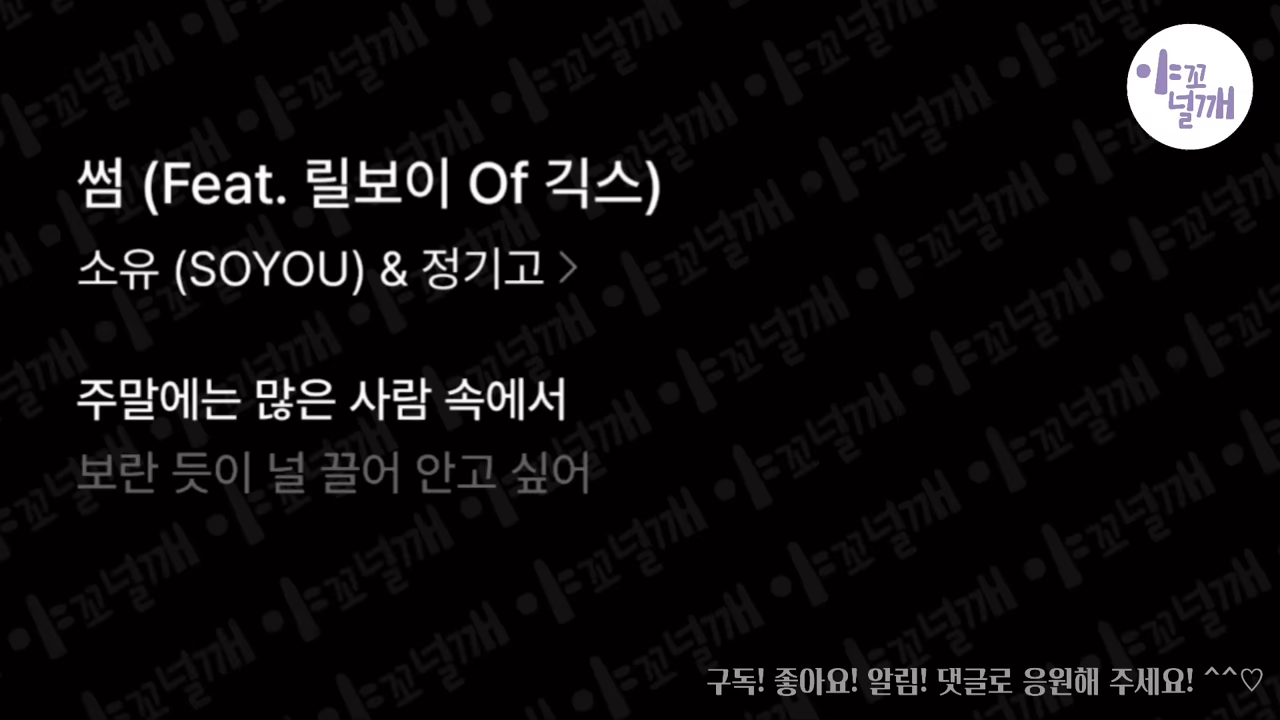 야꼬
널깨
썸 (Feat. 릴보이 Of 긱스)
소유 (SOYOU) & 정기고 >
주말에는 많은 사람 속에서
보란 듯이 널 끌어 안고 싶어
구독! 좋아요! 알림! 댓글로 응원해 주세요! ^^♡